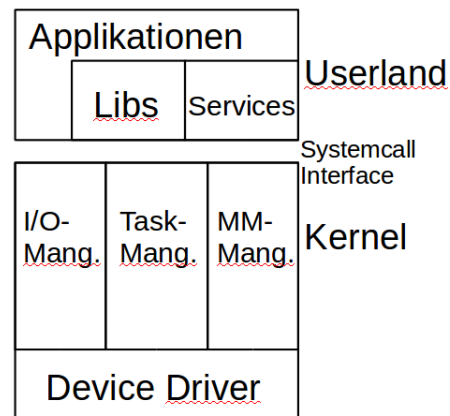 Applikationen
Userland
Libs
Services
Systemcall
Interface
I/O-
Mang.
Task-
Mang.
MM-
Mang.
Kernel
Device Driver